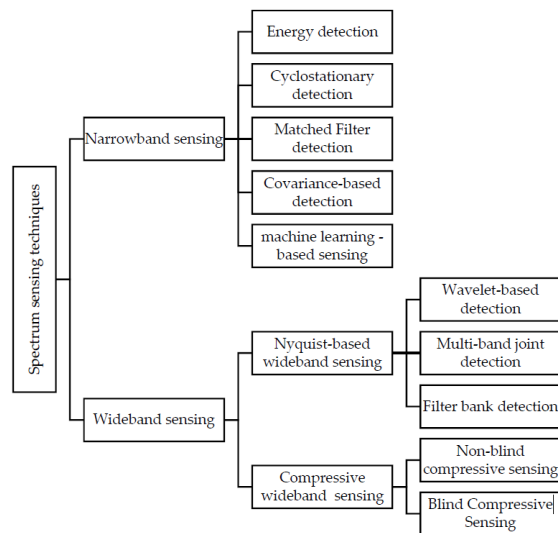 Spectrum sensing techniques
Narrowband sensing
Energy detection
Cyclostationary
detection
Matched Filter
detection
Covariance-based
detection
machine learning -
based sensing
Wideband sensing
Nyquist-based
wideband sensing
Wavelet-based
detection
Multi-band joint
detection
Filter bank detection
Compressive
wideband sensing
Non-blind
compressive sensing
Blind Compressive
Sensing